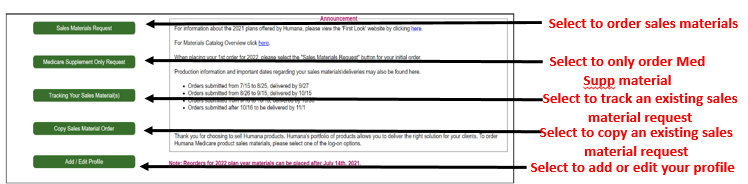 Sales Materials Request
Medicare Supplement Only Request
Tracking Your Sales Material(s)
Copy Sales Material Order
Add / Edit Profile
Announcement
For information about the 2021 plans offered by Humana, please view the 'First Look' website by clicking here.
For Materials Catalog Overview click here.
When placing your 1st order for 2022, please select the "Sales Materials Request" button for your initial order.
Production information and important dates regarding your sales materials/deliveries may also be found here.
• Orders submitted from 7/15 to 8/25, delivered by 9/27
• Orders submitted from 8/26 to 9/15, delivered by 10/15
• Orders submitted from 9/16 to 10/15, delivered by
• Orders submitted after 10/16 to be delivered by 11/1
Thank you for choosing to sell Humana products. Humana's portfolio of products allows you to deliver the right solution for your clients. To order
Humana Medicare product sales materials, please select one of the log-on options.
Note: Reorders for 2022 plan year materials can be placed after July 14th, 2021.
Select to order sales materials
Select to only order Med
Supp material
Select to track an existing sales
material request
Select to copy an existing sales
material request
Select to add or edit your profile